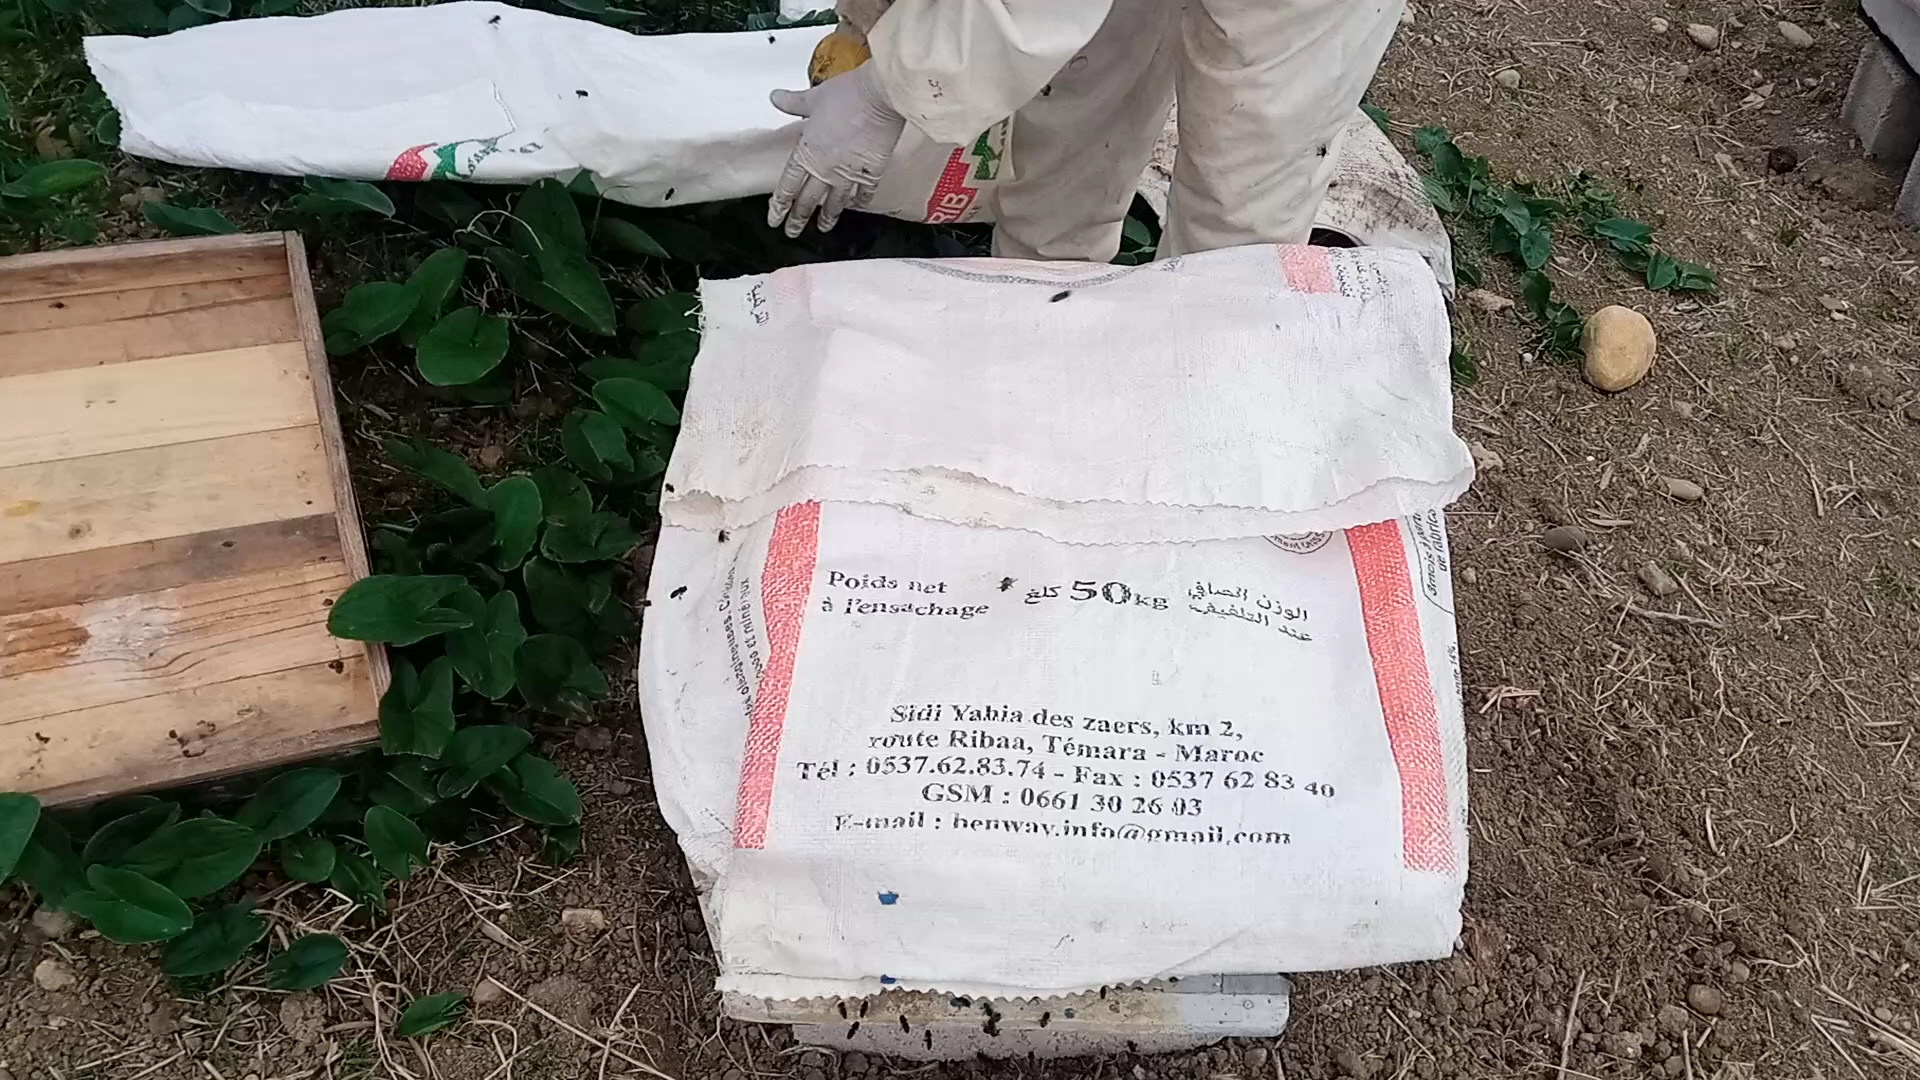 RIB
Poids net
à l'ensachage
50kg كلغ
الوزن الصافي
عند التلفيف
Sidi Yahia des zaers, km 2,
route Ribaa, Témara - Maroc
Tél : 0537.62.83.74 - Fax : 0537 62 83 40
GSM : 0661 30 26 03
E-mail : benway.info@gmail.com